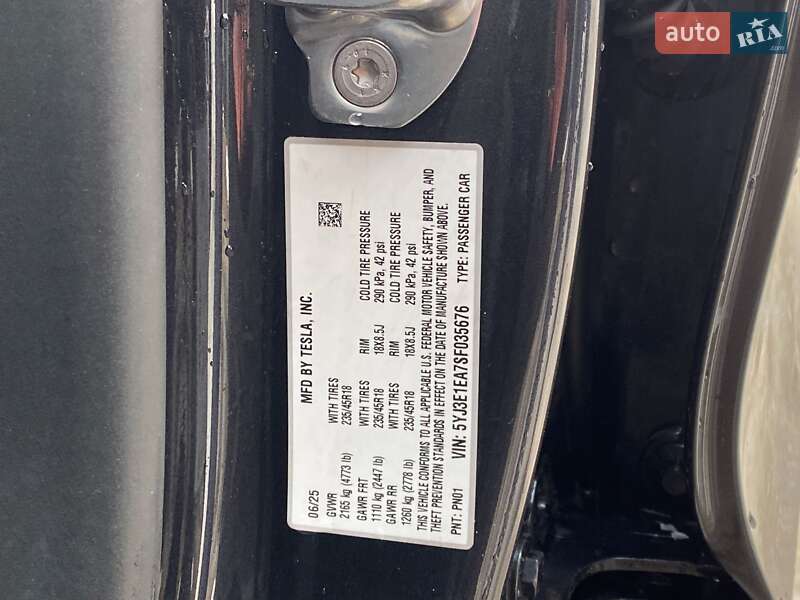 auto RIA
.com
MFD BY TESLA, INC.
06/25
GVWR WITH TIRES RIM COLD TIRE PRESSURE
2165 kg (4773 lb) 235/45R18 18X8.5J 290 kPa, 42 psi
GAWR FRT WITH TIRES RIM COLD TIRE PRESSURE
1110 kg (2447 lb) 235/45R18 18X8.5J 290 kPa, 42 psi
GAWR RR WITH TIRES
1260 kg (2778 lb) 235/45R18
THIS VEHICLE CONFORMS TO ALL APPLICABLE U.S. FEDERAL MOTOR VEHICLE SAFETY, BUMPER, AND
THEFT PREVENTION STANDARDS IN EFFECT ON THE DATE OF MANUFACTURE SHOWN ABOVE.
PNT: PN01 VIN: 5YJ3E1EA7SF035676 TYPE: PASSENGER CAR